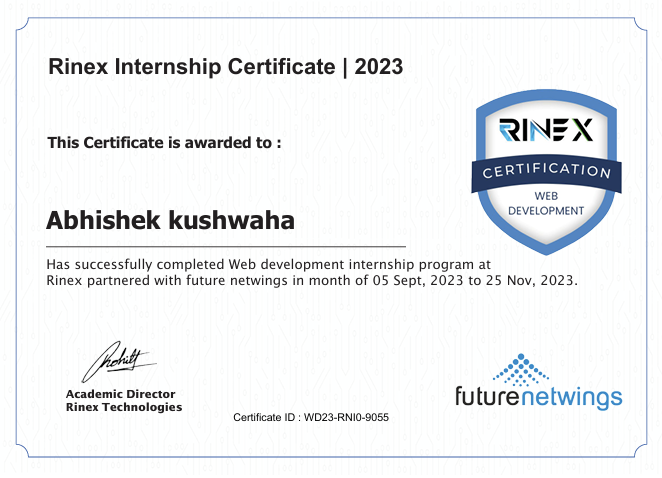 Rinex Internship Certificate | 2023
This Certificate is awarded to :
RINEX
CERTIFICATION
WEB
DEVELOPMENT
Abhishek kushwaha
Has successfully completed Web development internship program at
Rinex partnered with future netwings in month of 05 Sept, 2023 to 25 Nov, 2023.
Academic Director
Rinex Technologies
Certificate ID : WD23-RNI0-9055
futurenetwings